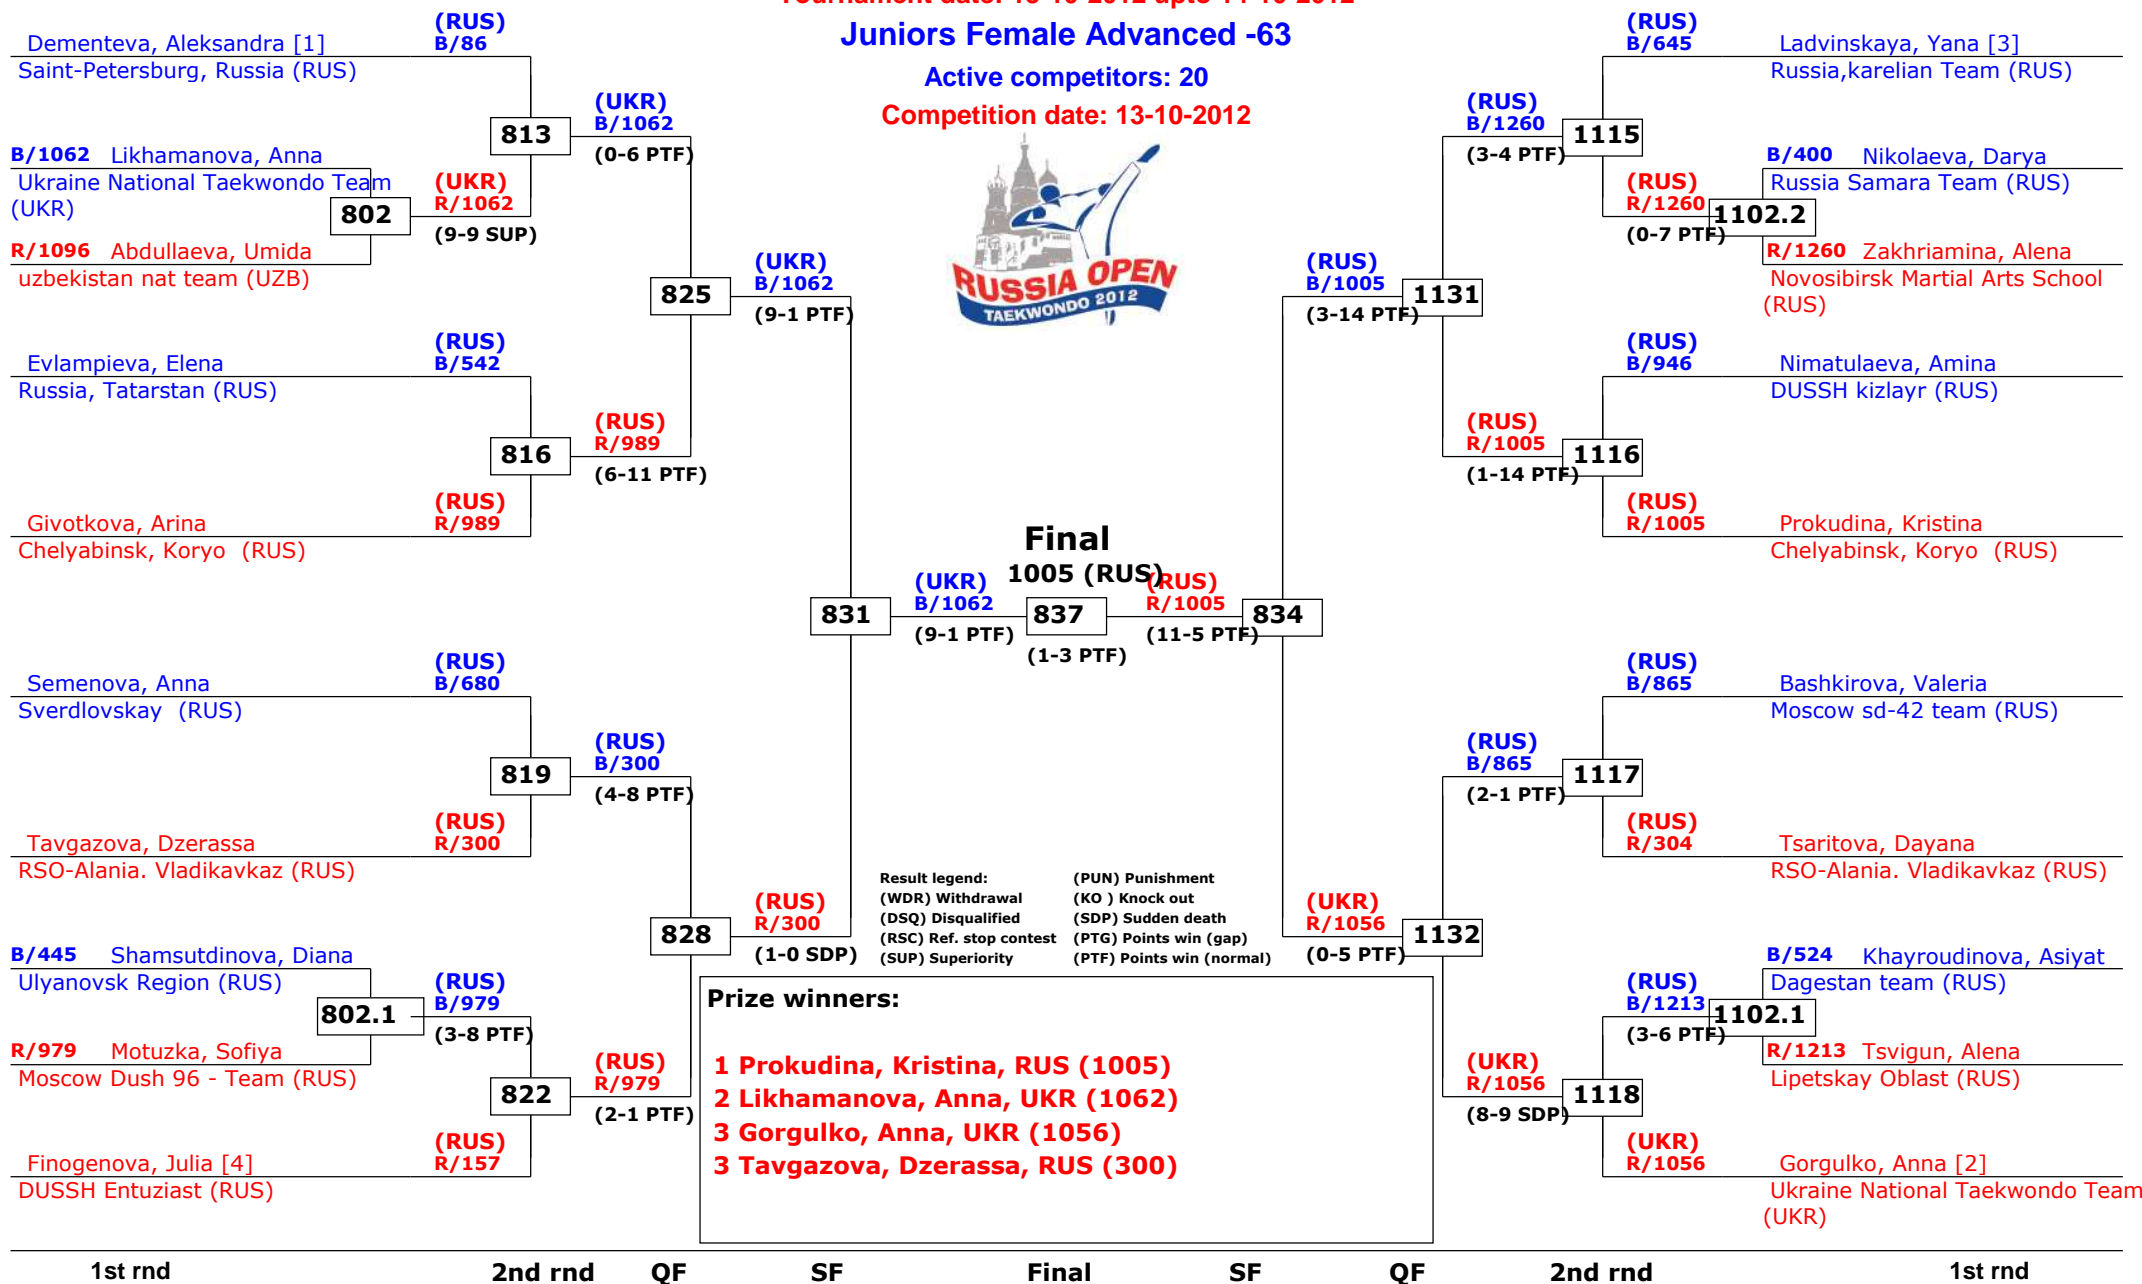 Juniors Female Advanced -63
Active competitors: 20
Competition date: 13-10-2012
RUSSIA OPEN
TAEKWONDO 2012
(RUS)
B/86
Dementeva, Aleksandra [1]
Saint-Petersburg, Russia (RUS)
813
(UKR)
B/1062
(0-6 PTF)
B/1062 Likhamanova, Anna
Ukraine National Taekwondo Team
(UKR)
802
(UKR)
R/1062
(9-9 SUP)
R/1096 Abdullaeva, Umida
uzbekistan nat team (UZB)
825
(UKR)
B/1062
(9-1 PTF)
(RUS)
B/542
Evlampieva, Elena
Russia, Tatarstan (RUS)
816
(RUS)
R/989
(6-11 PTF)
(RUS)
R/989
Givotkova, Arina
Chelyabinsk, Koryo (RUS)
831
(UKR)
B/1062
(9-1 PTF)
Final
1005 (RUS)
837
(1-3 PTF)
(RUS)
R/1005
(11-5 PTF)
834
(RUS)
B/680
Semenova, Anna
Sverdlovskay (RUS)
819
(RUS)
B/300
(4-8 PTF)
(RUS)
R/300
Tavgazova, Dzerassa
RSO-Alania. Vladikavkaz (RUS)
828
(RUS)
R/300
(1-0 SDP)
B/445 Shamsutdinova, Diana
Ulyanovsk Region (RUS)
802.1
(RUS)
B/979
(3-8 PTF)
R/979 Motuzka, Sofiya
Moscow Dush 96 - Team (RUS)
822
(RUS)
R/979
(2-1 PTF)
(RUS)
R/157
Finogenova, Julia [4]
DUSSH Entuziast (RUS)
(RUS)
B/645
Ladvinskaya, Yana [3]
Russia,karelian Team (RUS)
(RUS)
B/1260
(3-4 PTF)
1115
B/400 Nikolaeva, Darya
Russia Samara Team (RUS)
(RUS)
R/1260
(0-7 PTF)
1102.2
R/1260 Zakhriamina, Alena
Novosibirsk Martial Arts School
(RUS)
(RUS)
B/1005
(3-14 PTF)
1131
(RUS)
B/946
Nimatulaeva, Amina
DUSSH kizlayr (RUS)
(RUS)
R/1005
(1-14 PTF)
1116
(RUS)
R/1005
Prokudina, Kristina
Chelyabinsk, Koryo (RUS)
(RUS)
B/865
Bashkirova, Valeria
Moscow sd-42 team (RUS)
(RUS)
B/865
(2-1 PTF)
1117
(RUS)
R/304
Tsaritova, Dayana
RSO-Alania. Vladikavkaz (RUS)
(UKR)
R/1056
(0-5 PTF)
1132
B/524 Khayroudinova, Asiyat
Dagestan team (RUS)
(RUS)
B/1213
(3-6 PTF)
1102.1
R/1213 Tsvigun, Alena
Lipetskay Oblast (RUS)
(UKR)
R/1056
(8-9 SDP)
1118
(UKR)
R/1056
Gorgulko, Anna [2]
Ukraine National Taekwondo Team
(UKR)
Result legend: (PUN) Punishment
(WDR) Withdrawal (KO ) Knock out
(DSQ) Disqualified (SDP) Sudden death
(RSC) Ref. stop contest (PTG) Points win (gap)
(SUP) Superiority (PTF) Points win (normal)
Prize winners:
1 Prokudina, Kristina, RUS (1005)
2 Likhamanova, Anna, UKR (1062)
3 Gorgulko, Anna, UKR (1056)
3 Tavgazova, Dzerassa, RUS (300)
1st rnd 2nd rnd QF SF Final SF QF 2nd rnd 1st rnd